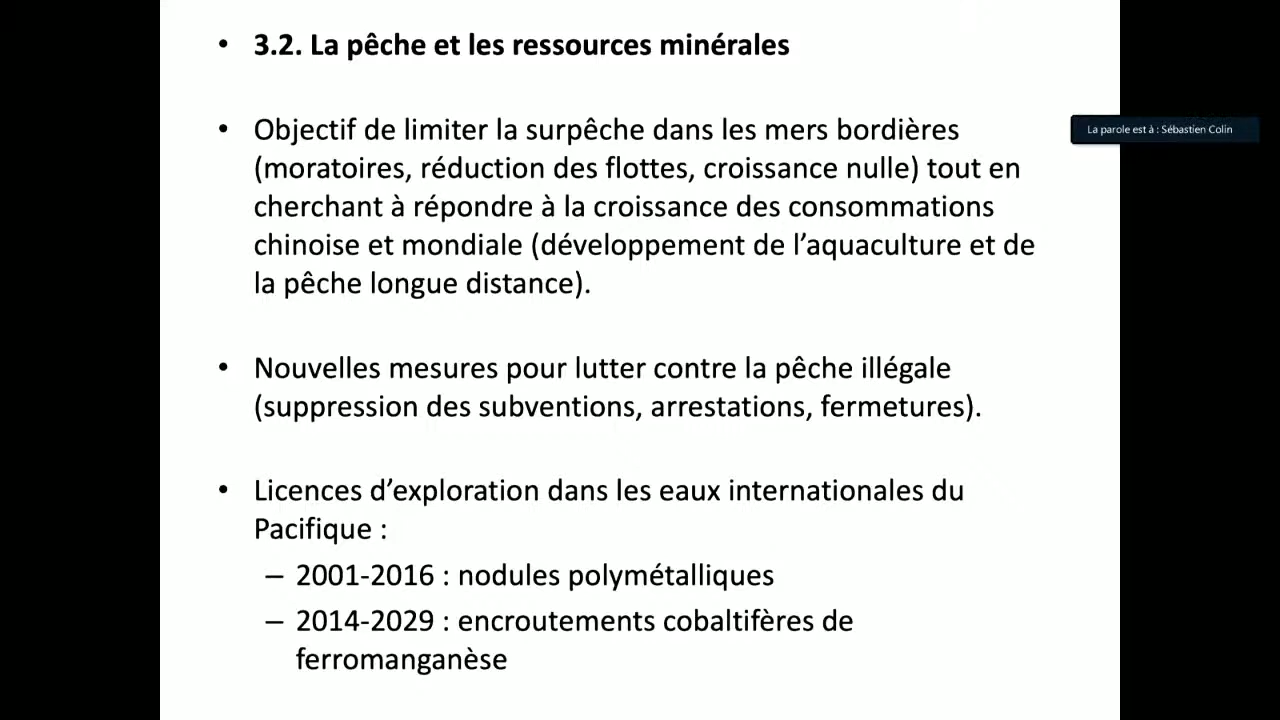 • 3.2. La pêche et les ressources minérales
• Objectif de limiter la surpêche dans les mers bordières
(moratoires, réduction des flottes, croissance nulle) tout en
cherchant à répondre à la croissance des consommations
chinoise et mondiale (développement de l’aquaculture et de
la pêche longue distance).
• Nouvelles mesures pour lutter contre la pêche illégale
(suppression des subventions, arrestations, fermetures).
• Licences d’exploration dans les eaux internationales du
Pacifique :
– 2001-2016 : nodules polymétalliques
– 2014-2029 : encroutements cobaltifères de
ferromanganèse
La parole est à : Sébastien Colin